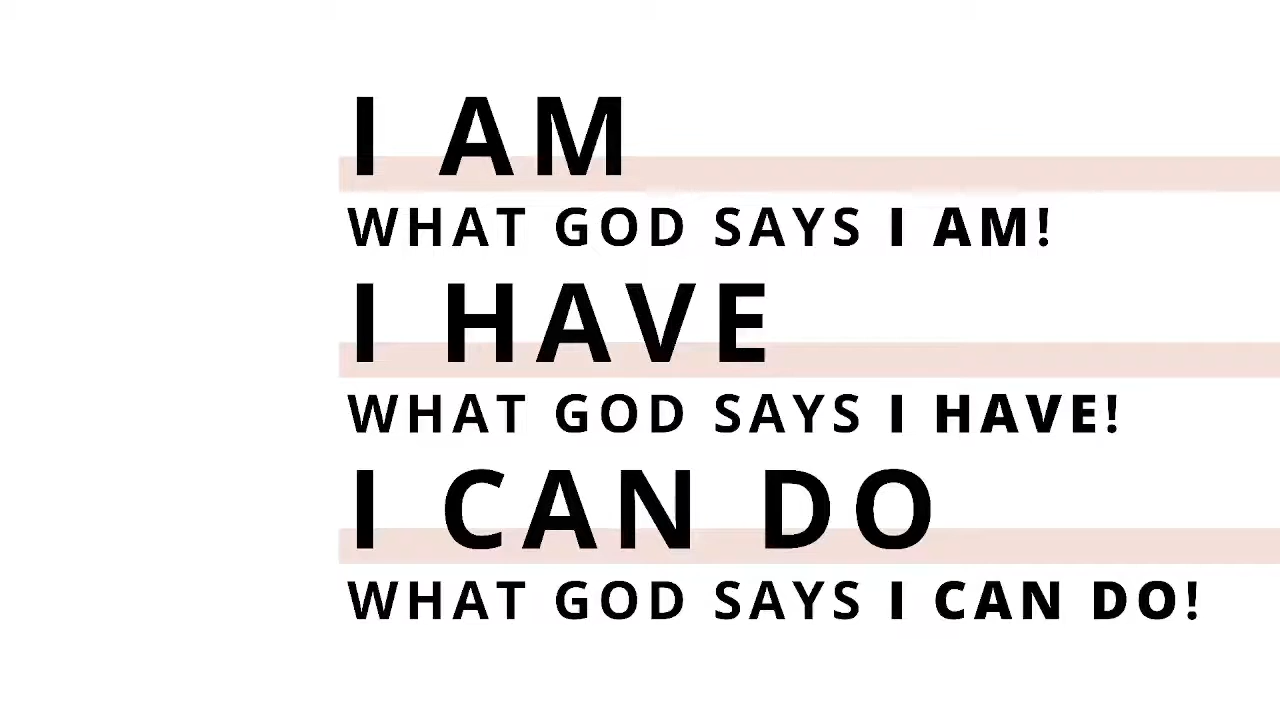 I AM
WHAT GOD SAYS I AM!
I HAVE
WHAT GOD SAYS I HAVE!
I CAN DO
WHAT GOD SAYS I CAN DO!